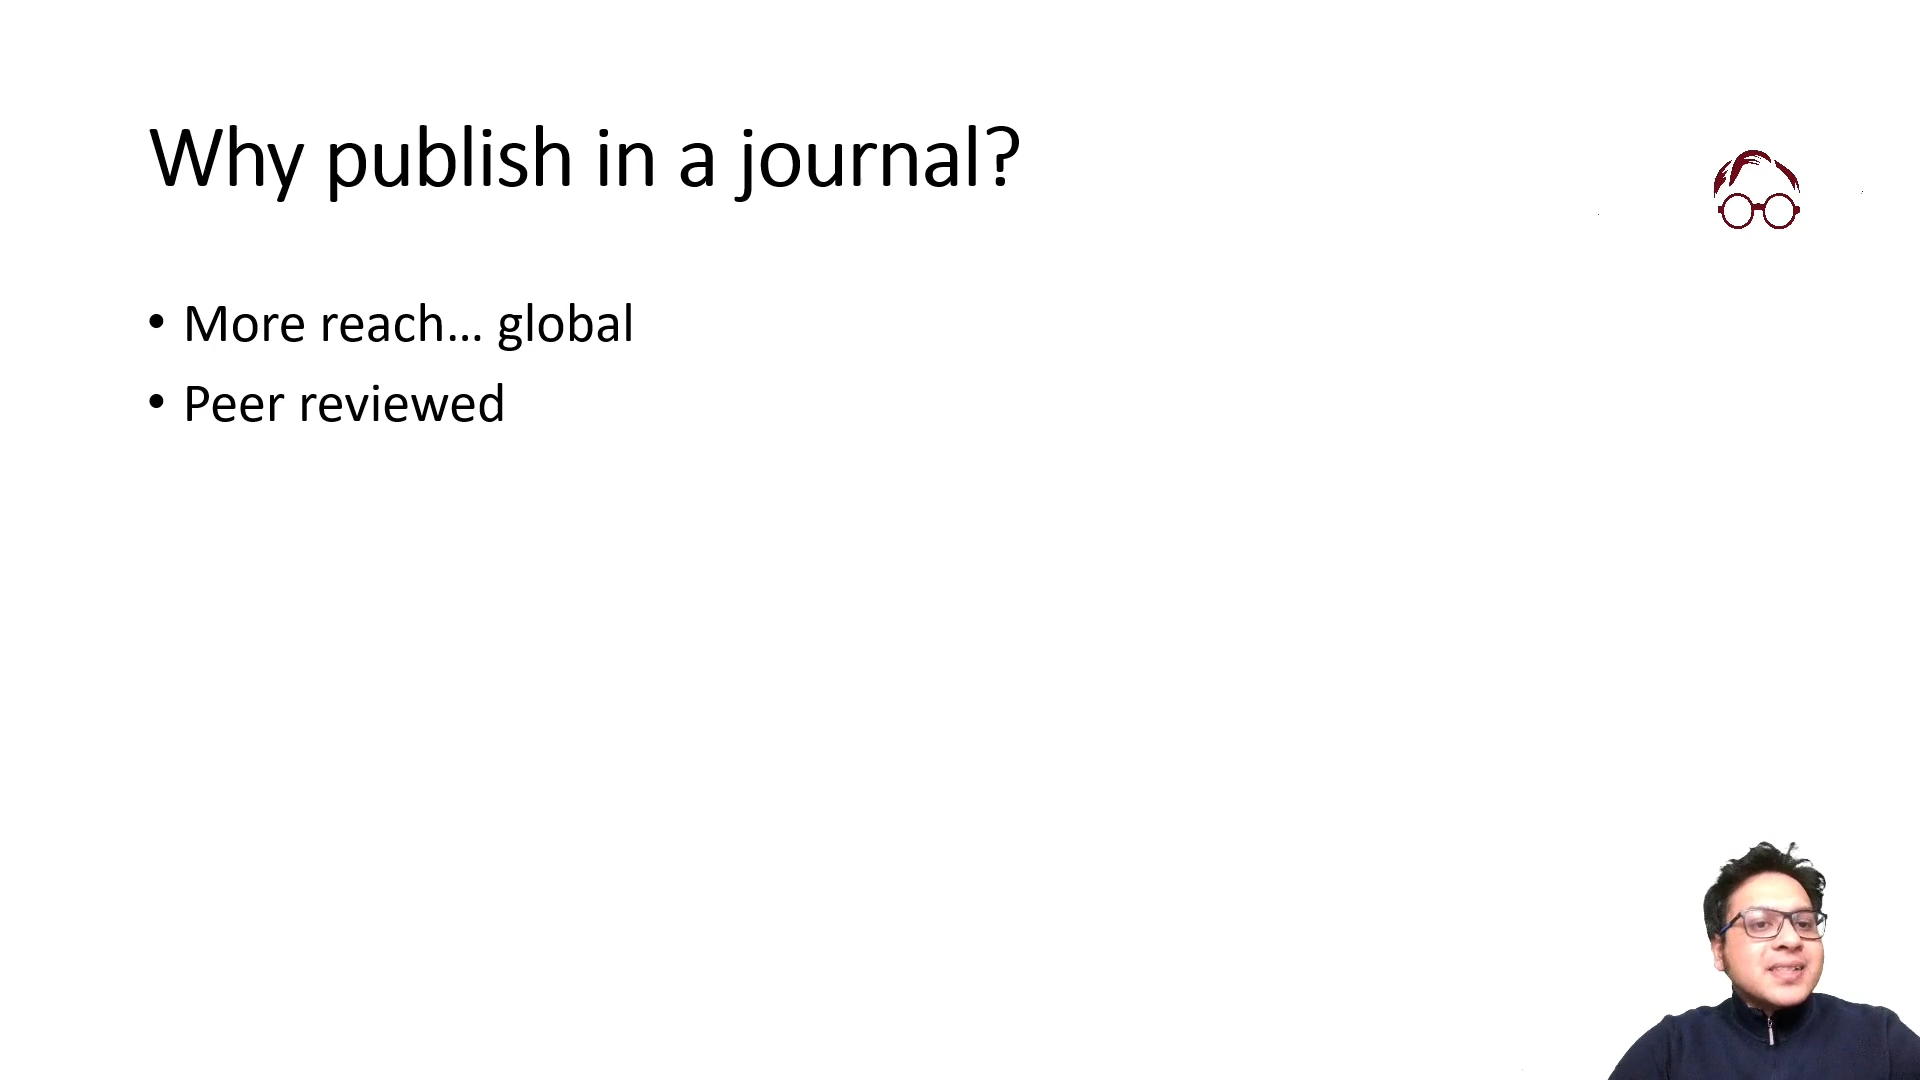 Why publish in a journal?
• More reach... global
• Peer reviewed